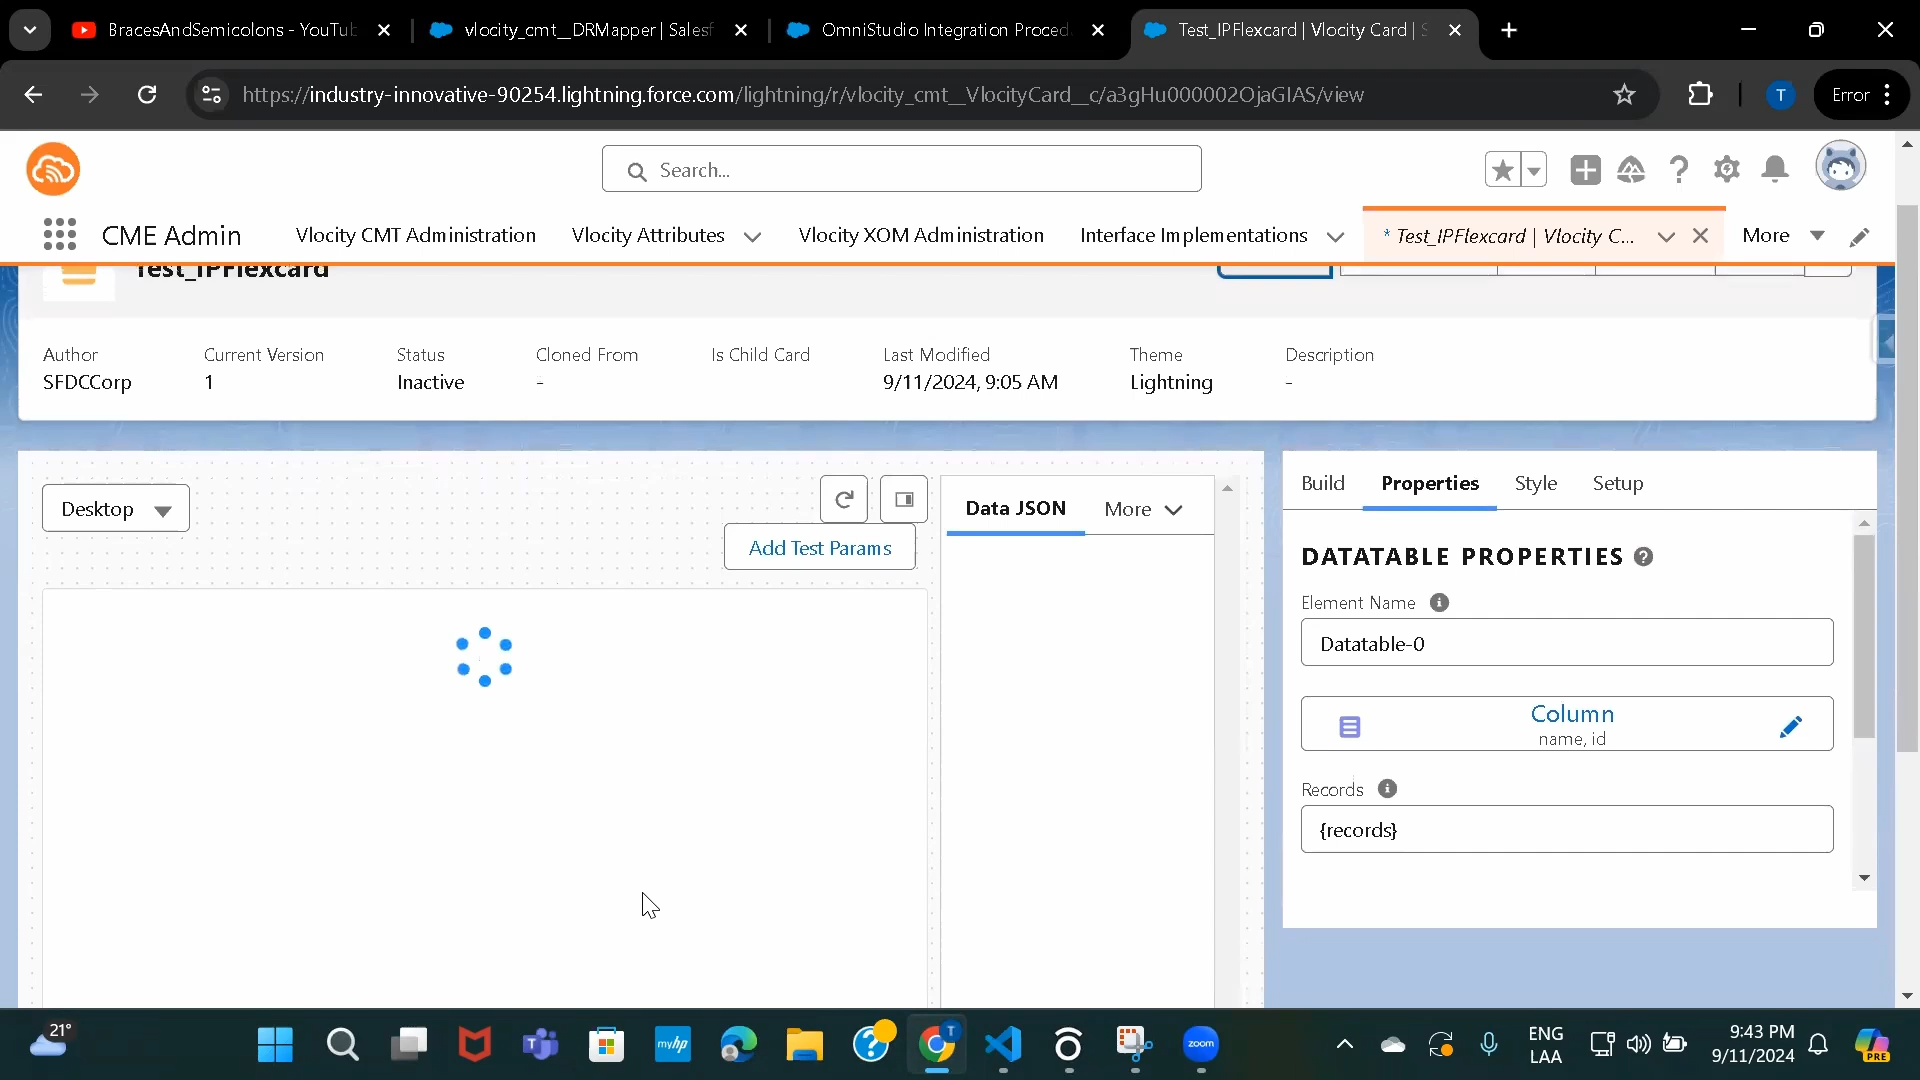 BracesAndSemicolons - YouTub
vlocity_cmt__DRMapper | Salesf
OmniStudio Integration Proced
Test_IPFlexcard | Vlocity Card | S
https://industry-innovative-90254.lightning.force.com/lightning/r/vlocity_cmt__VlocityCard__c/a3gHu000002OjaGIAS/view
T
Error
Search...
CME Admin
Vlocity CMT Administration
Vlocity Attributes
Vlocity XOM Administration
Interface Implementations
* Test_IPFlexcard | Vlocity C...
More
Test_IPFlexcard
Author
SFDCCorp
Current Version
1
Status
Inactive
Cloned From
-
Is Child Card
Last Modified
9/11/2024, 9:05 AM
Theme
Lightning
Description
-
Desktop
Add Test Params
Data JSON
More
Build
Properties
Style
Setup
DATATABLE PROPERTIES
Element Name
Datatable-0
Column
name, id
Records
{records}
21°
myhp
T
zoom
ENG
LAA
9:43 PM
9/11/2024
PRE